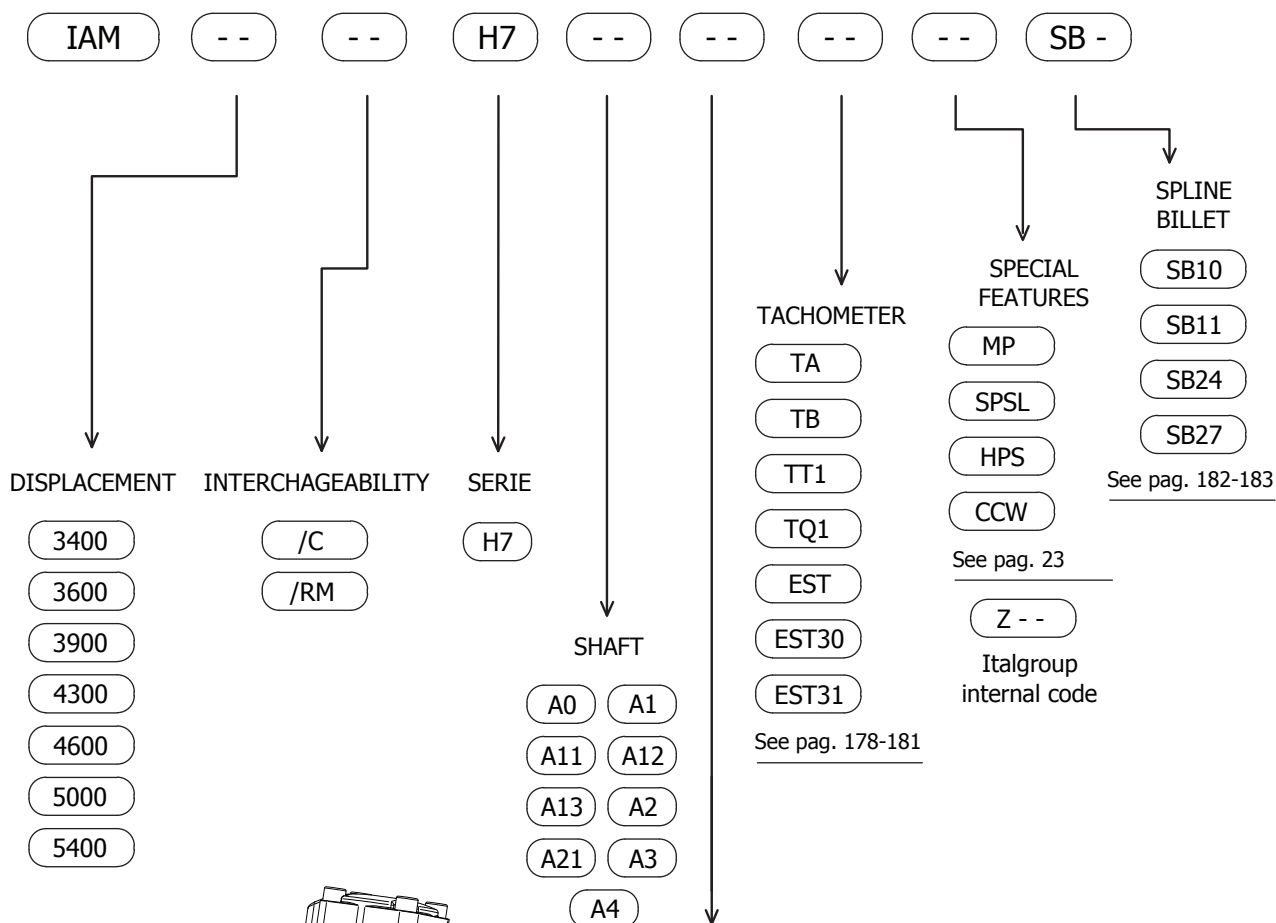 IAM - - - - H7 - - - - - - - - SB -
DISPLACEMENT
3400
3600
3900
4300
4600
5000
5400
INTERCHAGEABILITY
/C
/RM
SERIE
H7
SHAFT
A0 A1
A11 A12
A13 A2
A21 A3
A4
TACHOMETER
TA
TB
TT1
TQ1
EST
EST30
EST31
See pag. 178-181
SPECIAL
FEATURES
MP
SPSL
HPS
CCW
See pag. 23
Z - -
Italgroup
internal code
SPLINE
BILLET
SB10
SB11
SB24
SB27
See pag. 182-183